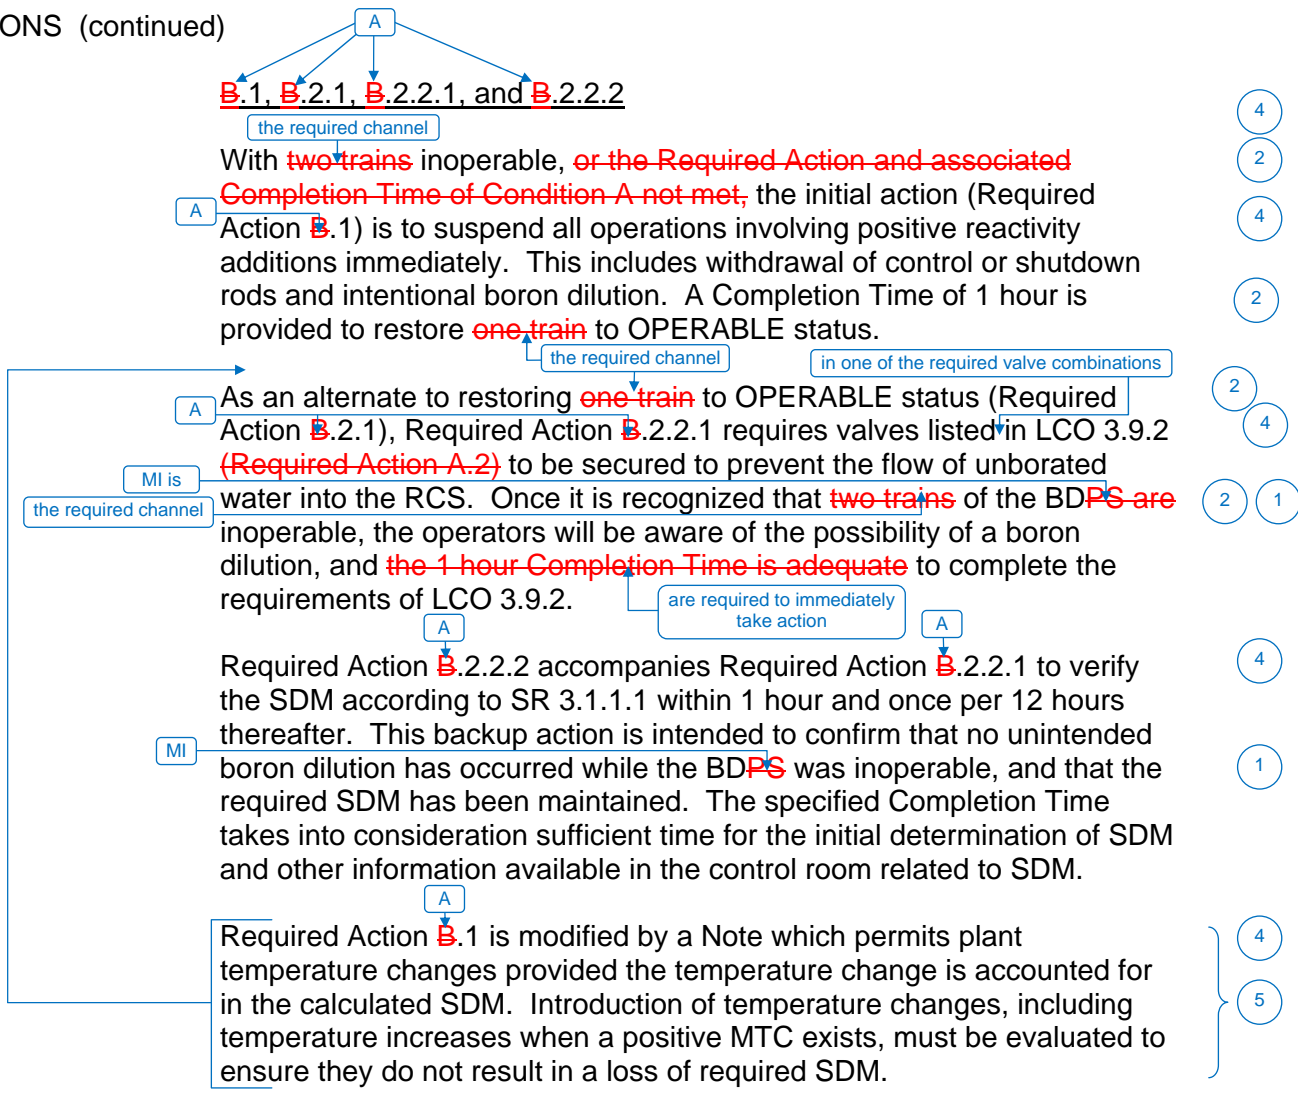 ONS (continued)
A
B.1, B.2.1, B.2.2.1, and B.2.2.2
4
the required channel
With two trains inoperable, or the Required Action and associated
2
Completion Time of Condition A not met, the initial action (Required
A
Action B.1) is to suspend all operations involving positive reactivity
4
additions immediately. This includes withdrawal of control or shutdown
rods and intentional boron dilution. A Completion Time of 1 hour is
2
provided to restore one train to OPERABLE status.
the required channel
in one of the required valve combinations
As an alternate to restoring one train to OPERABLE status (Required
2
A
Action B.2.1), Required Action B.2.2.1 requires valves listed in LCO 3.9.2
4
(Required Action A.2) to be secured to prevent the flow of unborated
MI is
water into the RCS. Once it is recognized that two trains of the BDPS are
2
1
the required channel
inoperable, the operators will be aware of the possibility of a boron
dilution, and the 1 hour Completion Time is adequate to complete the
requirements of LCO 3.9.2.
are required to immediately
take action
A
A
Required Action B.2.2.2 accompanies Required Action B.2.2.1 to verify
4
the SDM according to SR 3.1.1.1 within 1 hour and once per 12 hours
thereafter. This backup action is intended to confirm that no unintended
MI
boron dilution has occurred while the BDPS was inoperable, and that the
1
required SDM has been maintained. The specified Completion Time
takes into consideration sufficient time for the initial determination of SDM
and other information available in the control room related to SDM.
A
Required Action B.1 is modified by a Note which permits plant
4
temperature changes provided the temperature change is accounted for
in the calculated SDM. Introduction of temperature changes, including
5
temperature increases when a positive MTC exists, must be evaluated to
ensure they do not result in a loss of required SDM.